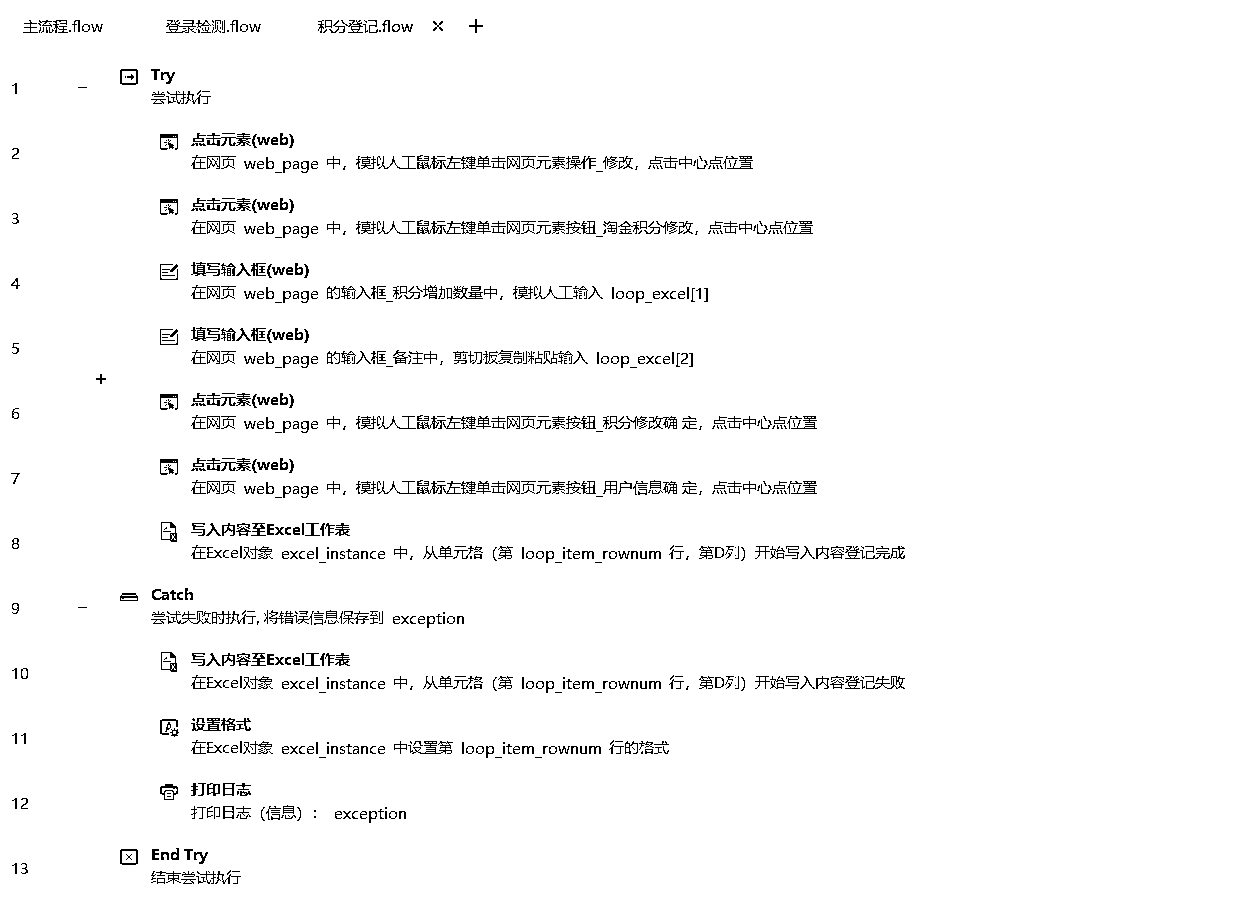 主流程.flow 登录检测.flow 积分登记.flow × +
1 − Try
尝试执行
2 点击元素(web)
在网页 web_page 中，模拟人工鼠标左键单击网页元素操作_修改，点击中心点位置
3 点击元素(web)
在网页 web_page 中，模拟人工鼠标左键单击网页元素按钮_淘金积分修改，点击中心点位置
4 填写输入框(web)
在网页 web_page 的输入框_积分增加数量中，模拟人工输入 loop_excel[1]
5 填写输入框(web)
在网页 web_page 的输入框_备注中，剪切板复制粘贴输入 loop_excel[2]
+
6 点击元素(web)
在网页 web_page 中，模拟人工鼠标左键单击网页元素按钮_积分修改确 定，点击中心点位置
7 点击元素(web)
在网页 web_page 中，模拟人工鼠标左键单击网页元素按钮_用户信息确 定，点击中心点位置
8 写入内容至Excel工作表
在Excel对象 excel_instance 中，从单元格（第 loop_item_rownum 行，第D列）开始写入内容登记完成
9 − Catch
尝试失败时执行, 将错误信息保存到 exception
10 写入内容至Excel工作表
在Excel对象 excel_instance 中，从单元格（第 loop_item_rownum 行，第D列）开始写入内容登记失败
11 设置格式
在Excel对象 excel_instance 中设置第 loop_item_rownum 行的格式
12 打印日志
打印日志（信息）： exception
13 End Try
结束尝试执行